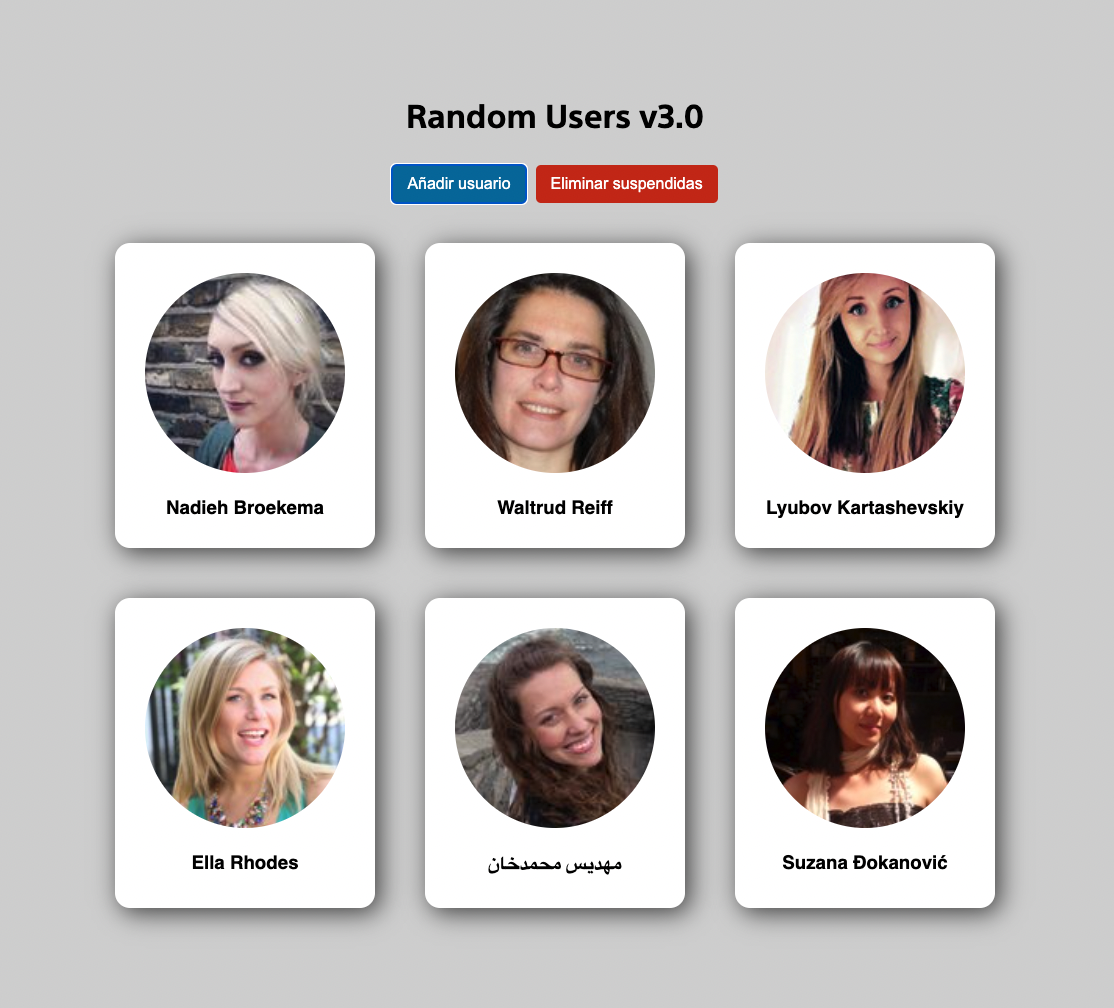 Random Users v3.0
Añadir usuario Eliminar suspendidas
Nadieh Broekema Waltrud Reiff Lyubov Kartashevskiy
Ella Rhodes مهدیس محمدخان Suzana Đokanović